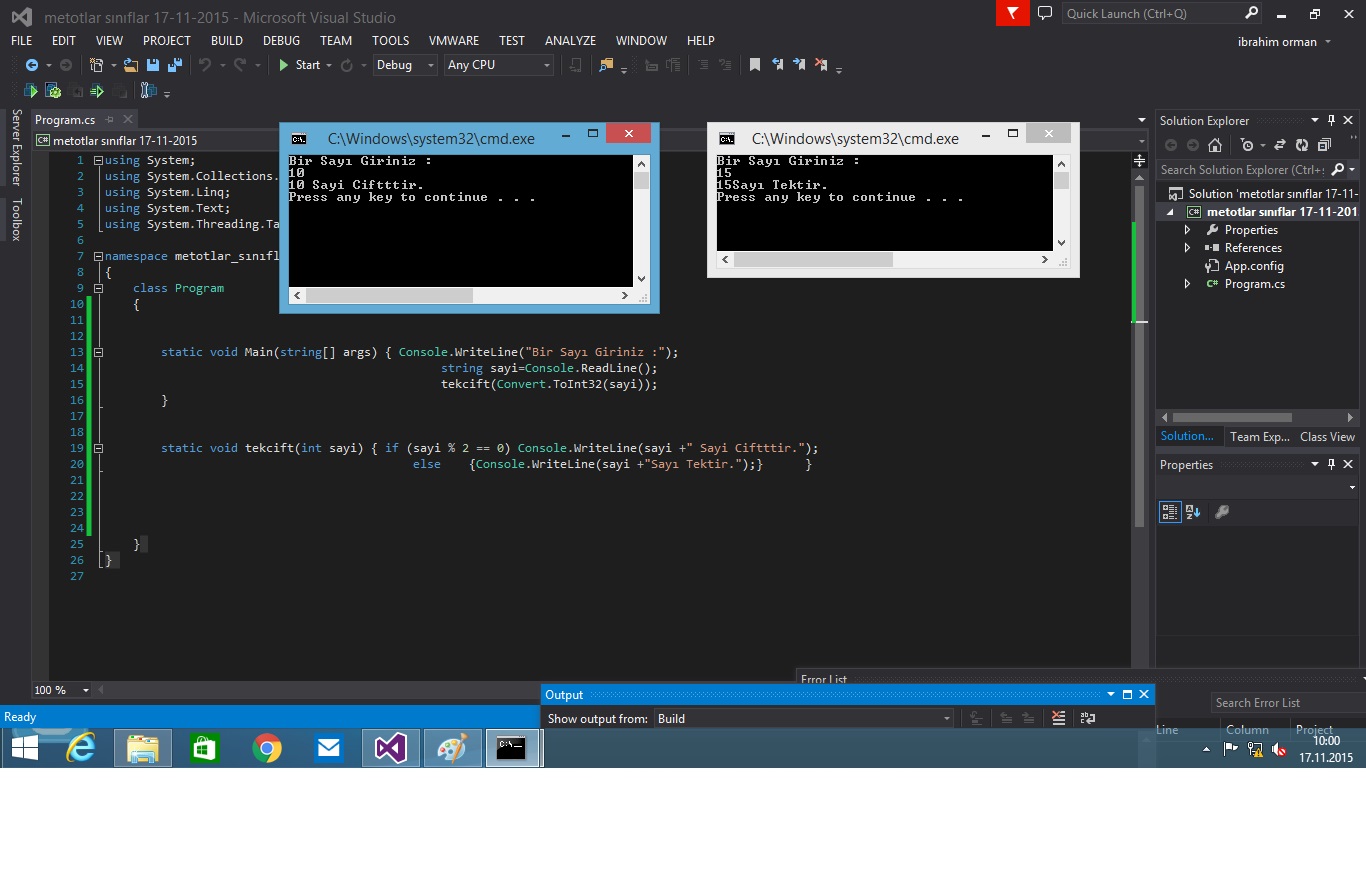 metotlar sınıflar 17-11-2015 - Microsoft Visual Studio
Quick Launch (Ctrl+Q)
FILE EDIT VIEW PROJECT BUILD DEBUG TEAM TOOLS VMWARE TEST ANALYZE WINDOW HELP
ibrahim orman
Start Debug Any CPU
Server Explorer
Toolbox
Program.cs
metotlar sınıflar 17-11-2015
1 using System;
2 using System.Collections.
3 using System.Linq;
4 using System.Text;
5 using System.Threading.Ta
6
7 namespace metotlar_sınıfl
8 {
9 class Program
10 {
11
12
13 static void Main(string[] args) { Console.WriteLine("Bir Sayı Giriniz :");
14 string sayi=Console.ReadLine();
15 tekcift(Convert.ToInt32(sayi));
16 }
17
18
19 static void tekcift(int sayi) { if (sayi % 2 == 0) Console.WriteLine(sayi +" Sayi Ciftttir.");
20 else {Console.WriteLine(sayi +"Sayı Tektir.");} }
21
22
23
24
25 }
26 }
27
100 %
C:\Windows\system32\cmd.exe
Bir Sayı Giriniz :
10
10 Sayi Ciftttir.
Press any key to continue . . .
C:\Windows\system32\cmd.exe
Bir Sayı Giriniz :
15
15Sayı Tektir.
Press any key to continue . . .
Solution Explorer
Search Solution Explorer (Ctrl+;
Solution 'metotlar sınıflar 17-11-
metotlar sınıflar 17-11-201
Properties
References
App.config
Program.cs
Solution... Team Exp... Class View
Properties
Error List
Output
Show output from: Build
Search Error List
Line Column Project
Ready
10:00
17.11.2015